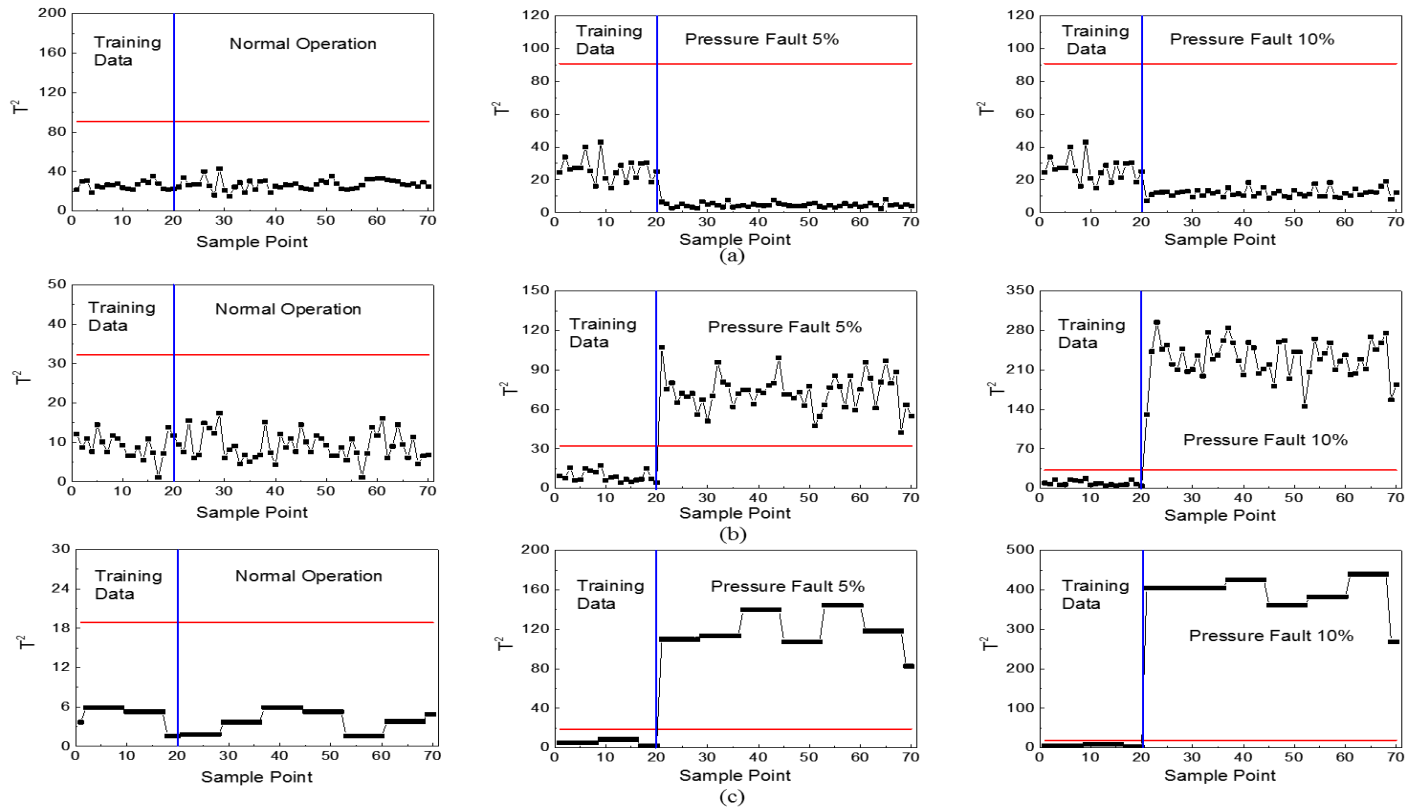 200
160
120
80
40
0
T²
Training
Data
Normal Operation
0 10 20 30 40 50 60 70
Sample Point
120
100
80
60
40
20
0
T²
Training
Data
Pressure Fault 5%
0 10 20 30 40 50 60 70
Sample Point
120
100
80
60
40
20
0
T²
Training
Data
Pressure Fault 10%
0 10 20 30 40 50 60 70
Sample Point
(a)
50
40
30
20
10
0
T²
Training
Data
Normal Operation
0 10 20 30 40 50 60 70
Sample Point
150
120
90
60
30
0
T²
Training
Data
Pressure Fault 5%
0 10 20 30 40 50 60 70
Sample Point
350
280
210
140
70
0
T²
Training
Data
Pressure Fault 10%
0 10 20 30 40 50 60 70
Sample Point
(b)
30
24
18
12
6
0
T²
Training
Data
Normal Operation
0 10 20 30 40 50 60 70
Sample Point
200
160
120
80
40
0
T²
Training
Data
Pressure Fault 5%
0 10 20 30 40 50 60 70
Sample Point
500
400
300
200
100
0
T²
Training
Data
Pressure Fault 10%
0 10 20 30 40 50 60 70
Sample Point
(c)